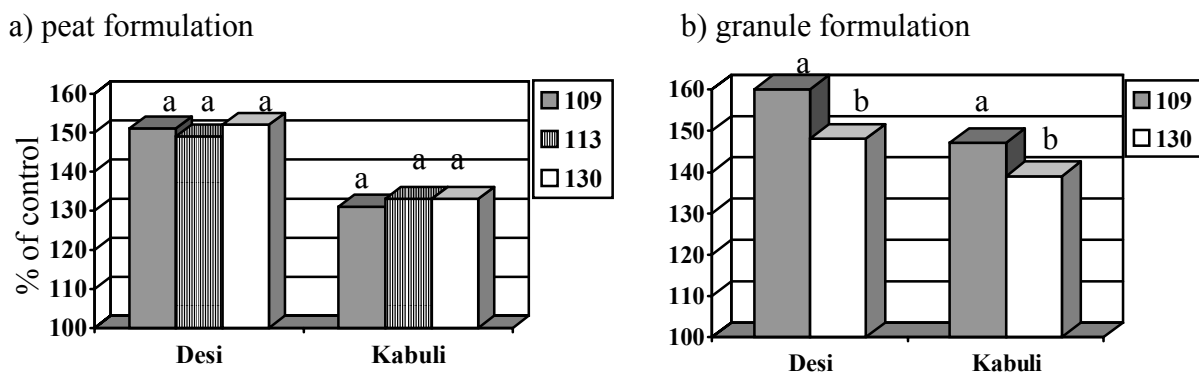 a) peat formulation
b) granule formulation
% of control
160
150
140
130
120
110
100
a a a
a a a
Desi Kabuli
109
113
130
160
150
140
130
120
110
100
a
b
a
b
Desi Kabuli
109
130